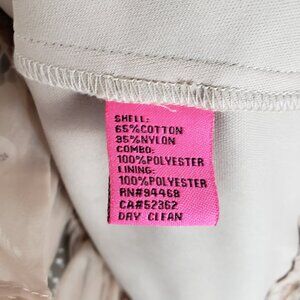 SHELL:
65%COTTON
35%NYLON
COMBO:
100%POLYESTER
LINING:
100%POLYESTER
RN#94468
CA#52362
DRY CLEAN